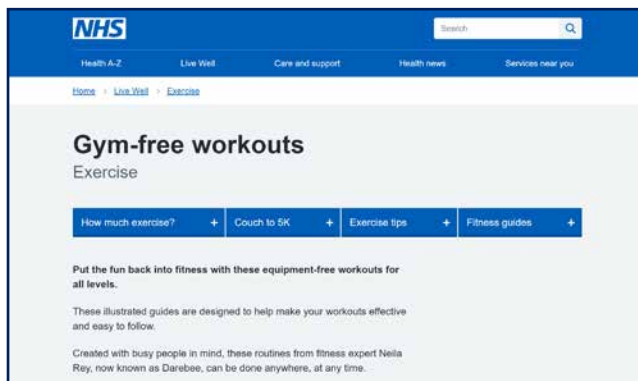 NHS
Search
Health A-Z Live Well Care and support Health news Services near you
Home > Live Well > Exercise
Gym-free workouts
Exercise
How much exercise? + Couch to 5K + Exercise tips + Fitness guides +
Put the fun back into fitness with these equipment-free workouts for
all levels.
These illustrated guides are designed to help make your workouts effective
and easy to follow.
Created with busy people in mind, these routines from fitness expert Neila
Rey, now known as Darebee, can be done anywhere, at any time.